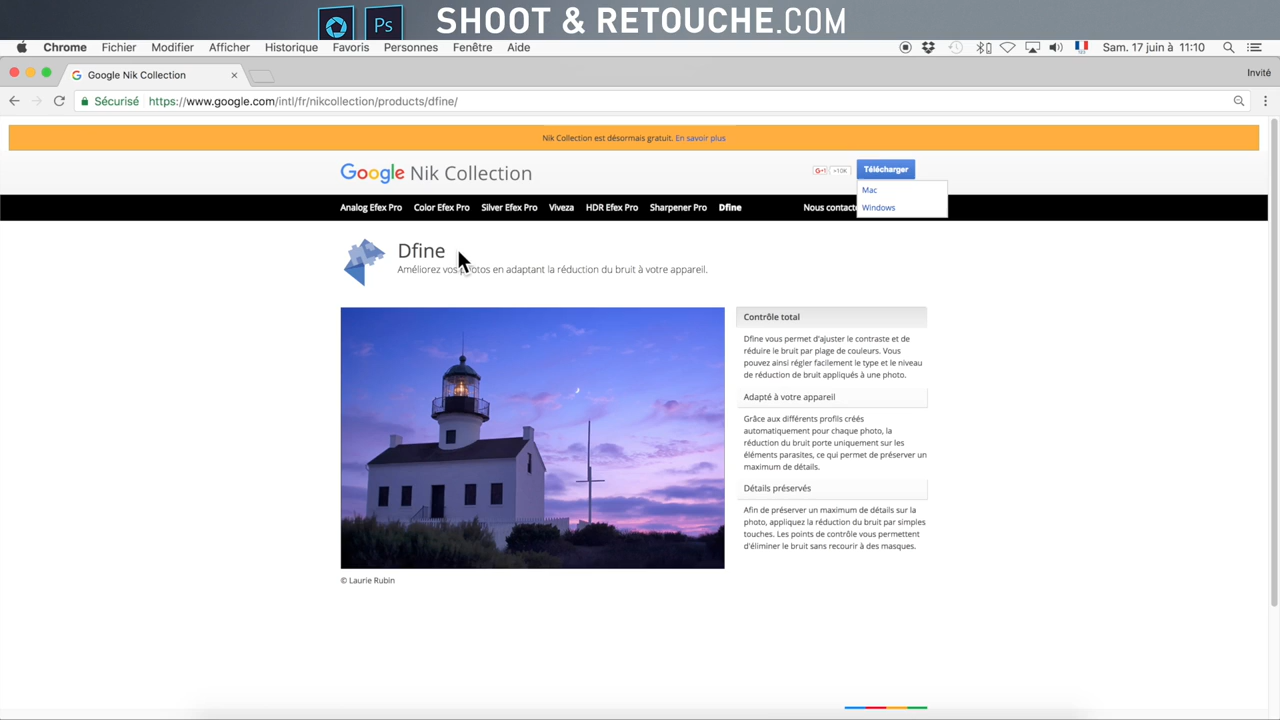 SHOOT & RETOUCHE.COM
Ps
Chrome Fichier Modifier Afficher Historique Favoris Personnes Fenêtre Aide
Sam. 17 juin à 11:10
Google Nik Collection
Invité
Sécurisé https://www.google.com/intl/fr/nikcollection/products/dfine/
Nik Collection est désormais gratuit. En savoir plus
Google Nik Collection
G+1 >10K
Télécharger
Mac
Windows
Analog Efex Pro Color Efex Pro Silver Efex Pro Viveza HDR Efex Pro Sharpener Pro Dfine Nous contacte
Dfine
Améliorez vos photos en adaptant la réduction du bruit à votre appareil.
Contrôle total
Dfine vous permet d'ajuster le contraste et de
réduire le bruit par plage de couleurs. Vous
pouvez ainsi régler facilement le type et le niveau
de réduction de bruit appliqués à une photo.
Adapté à votre appareil
Grâce aux différents profils créés
automatiquement pour chaque photo, la
réduction du bruit porte uniquement sur les
éléments parasites, ce qui permet de préserver un
maximum de détails.
Détails préservés
Afin de préserver un maximum de détails sur la
photo, appliquez la réduction du bruit par simples
touches. Les points de contrôle vous permettent
d'éliminer le bruit sans recourir à des masques.
© Laurie Rubin